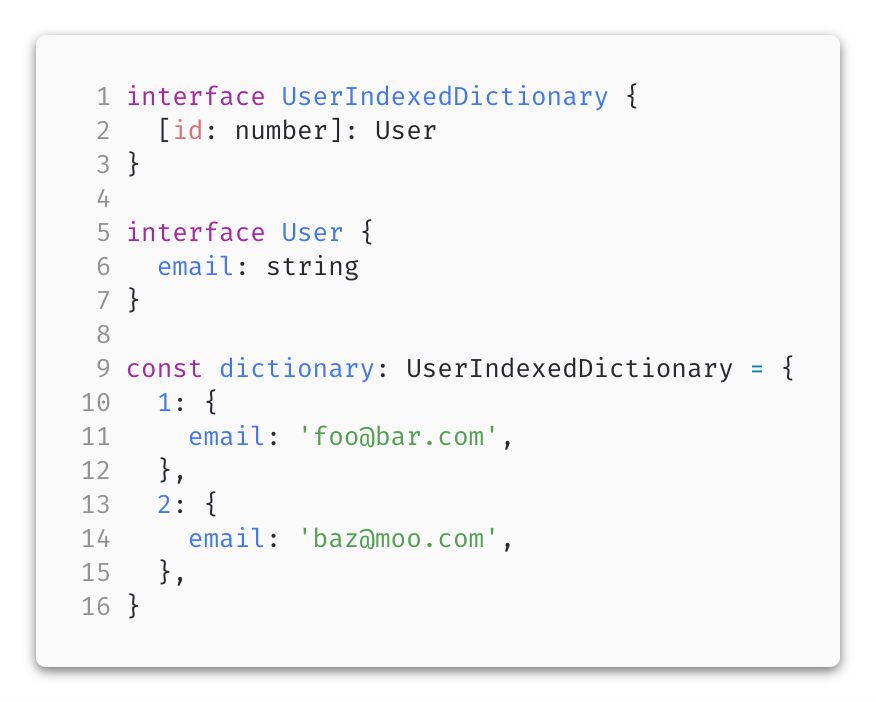 1 interface UserIndexedDictionary {
2   [id: number]: User
3 }
4
5 interface User {
6   email: string
7 }
8
9 const dictionary: UserIndexedDictionary = {
10   1: {
11     email: 'foo@bar.com',
12   },
13   2: {
14     email: 'baz@moo.com',
15   },
16 }